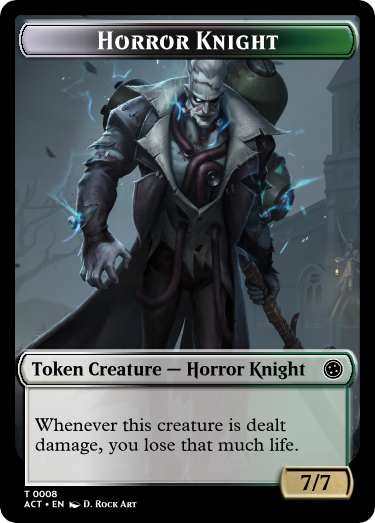 Horror Knight
Token Creature — Horror Knight
Whenever this creature is dealt
damage, you lose that much life.
7/7
T 0008
ACT • EN D. Rock Art